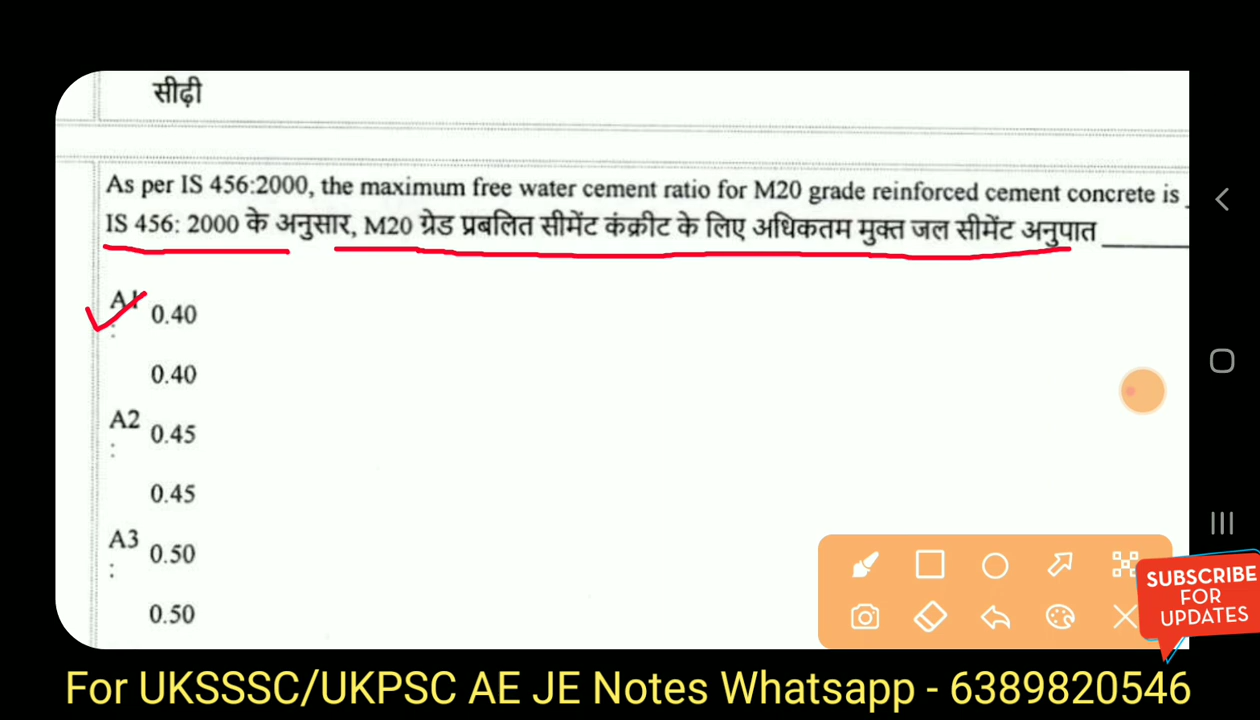 सीढ़ी
As per IS 456:2000, the maximum free water cement ratio for M20 grade reinforced cement concrete is _
IS 456: 2000 के अनुसार, M20 ग्रेड प्रबलित सीमेंट कंक्रीट के लिए अधिकतम मुक्त जल सीमेंट अनुपात ______
A1 0.40
:
0.40
A2 0.45
:
0.45
A3 0.50
:
0.50
SUBSCRIBE
FOR
UPDATES
For UKSSSC/UKPSC AE JE Notes Whatsapp - 6389820546